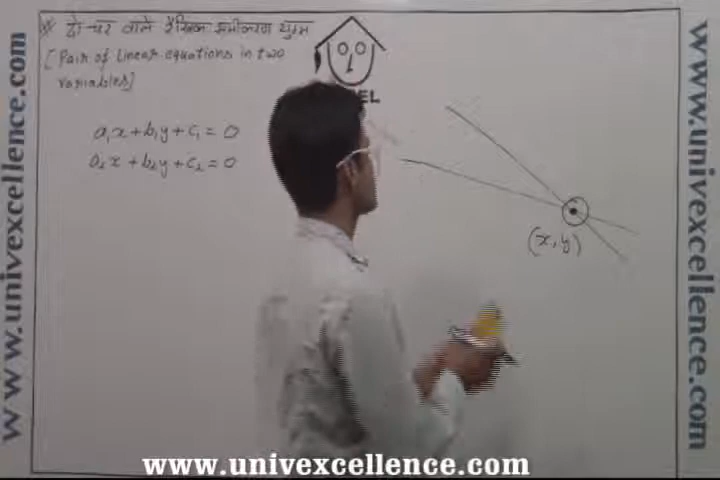 * दो चर वाले रैखिक समीकरण युग्म
[Pair of Linear equations in two
variables]
a₁x + b₁y + c₁ = 0
a₂x + b₂y + c₂ = 0
(x, y)
www.univexcellence.com
www.univexcellence.com
www.univexcellence.com